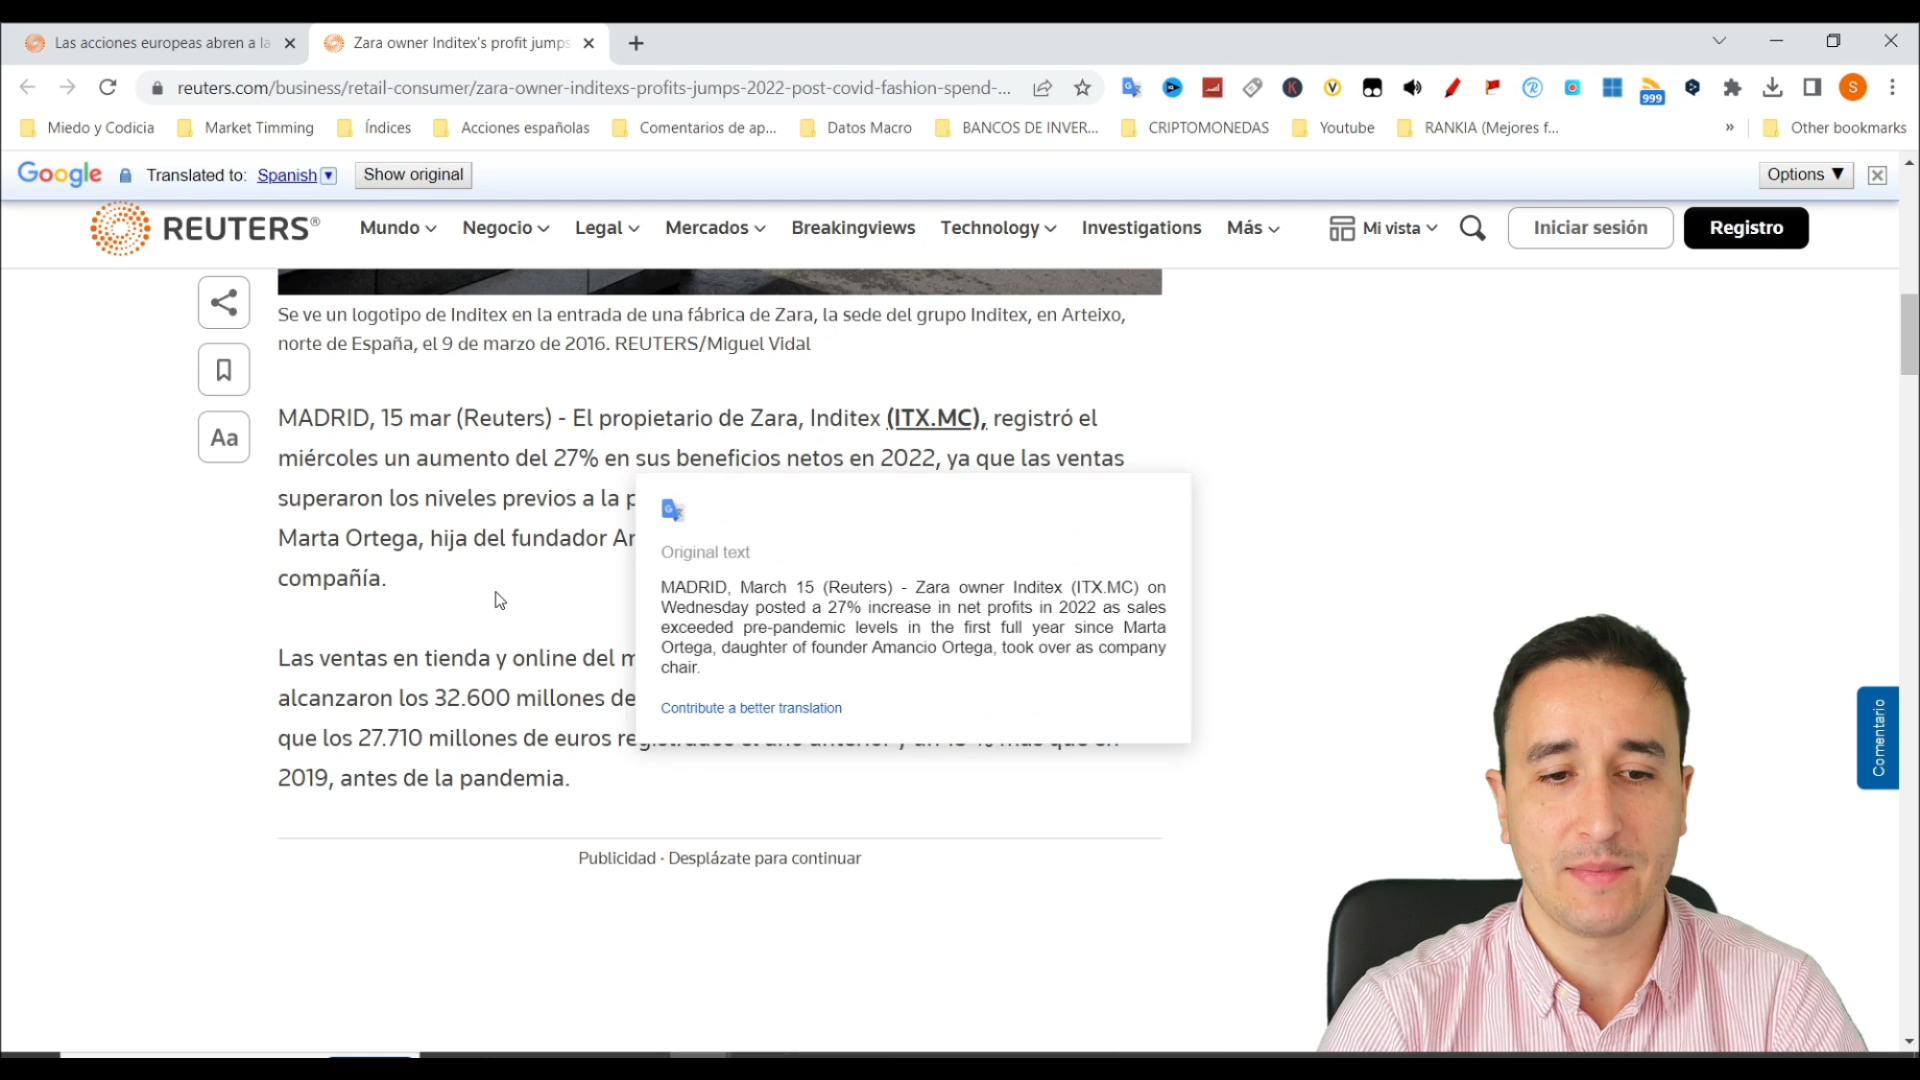 Las acciones europeas abren a la
Zara owner Inditex's profit jumps
reuters.com/business/retail-consumer/zara-owner-inditexs-profits-jumps-2022-post-covid-fashion-spend-...
S
999
Miedo y Codicia
Market Timming
Índices
Acciones españolas
Comentarios de ap...
Datos Macro
BANCOS DE INVER...
CRIPTOMONEDAS
Youtube
RANKIA (Mejores f...
»
Other bookmarks
Google Translated to: Spanish Show original
Options ▼
REUTERS®
Mundo
Negocio
Legal
Mercados
Breakingviews
Technology
Investigations
Más
Mi vista
Iniciar sesión
Registro
Se ve un logotipo de Inditex en la entrada de una fábrica de Zara, la sede del grupo Inditex, en Arteixo,
norte de España, el 9 de marzo de 2016. REUTERS/Miguel Vidal
Aa
MADRID, 15 mar (Reuters) - El propietario de Zara, Inditex (ITX.MC), registró el
miércoles un aumento del 27% en sus beneficios netos en 2022, ya que las ventas
superaron los niveles previos a la p
Marta Ortega, hija del fundador Ar
compañía.
Las ventas en tienda y online del m
alcanzaron los 32.600 millones de
que los 27.710 millones de euros registrados el año anterior y un
2019, antes de la pandemia.
Original text
MADRID, March 15 (Reuters) - Zara owner Inditex (ITX.MC) on
Wednesday posted a 27% increase in net profits in 2022 as sales
exceeded pre-pandemic levels in the first full year since Marta
Ortega, daughter of founder Amancio Ortega, took over as company
chair.
Contribute a better translation
Publicidad · Desplázate para continuar
Comentario